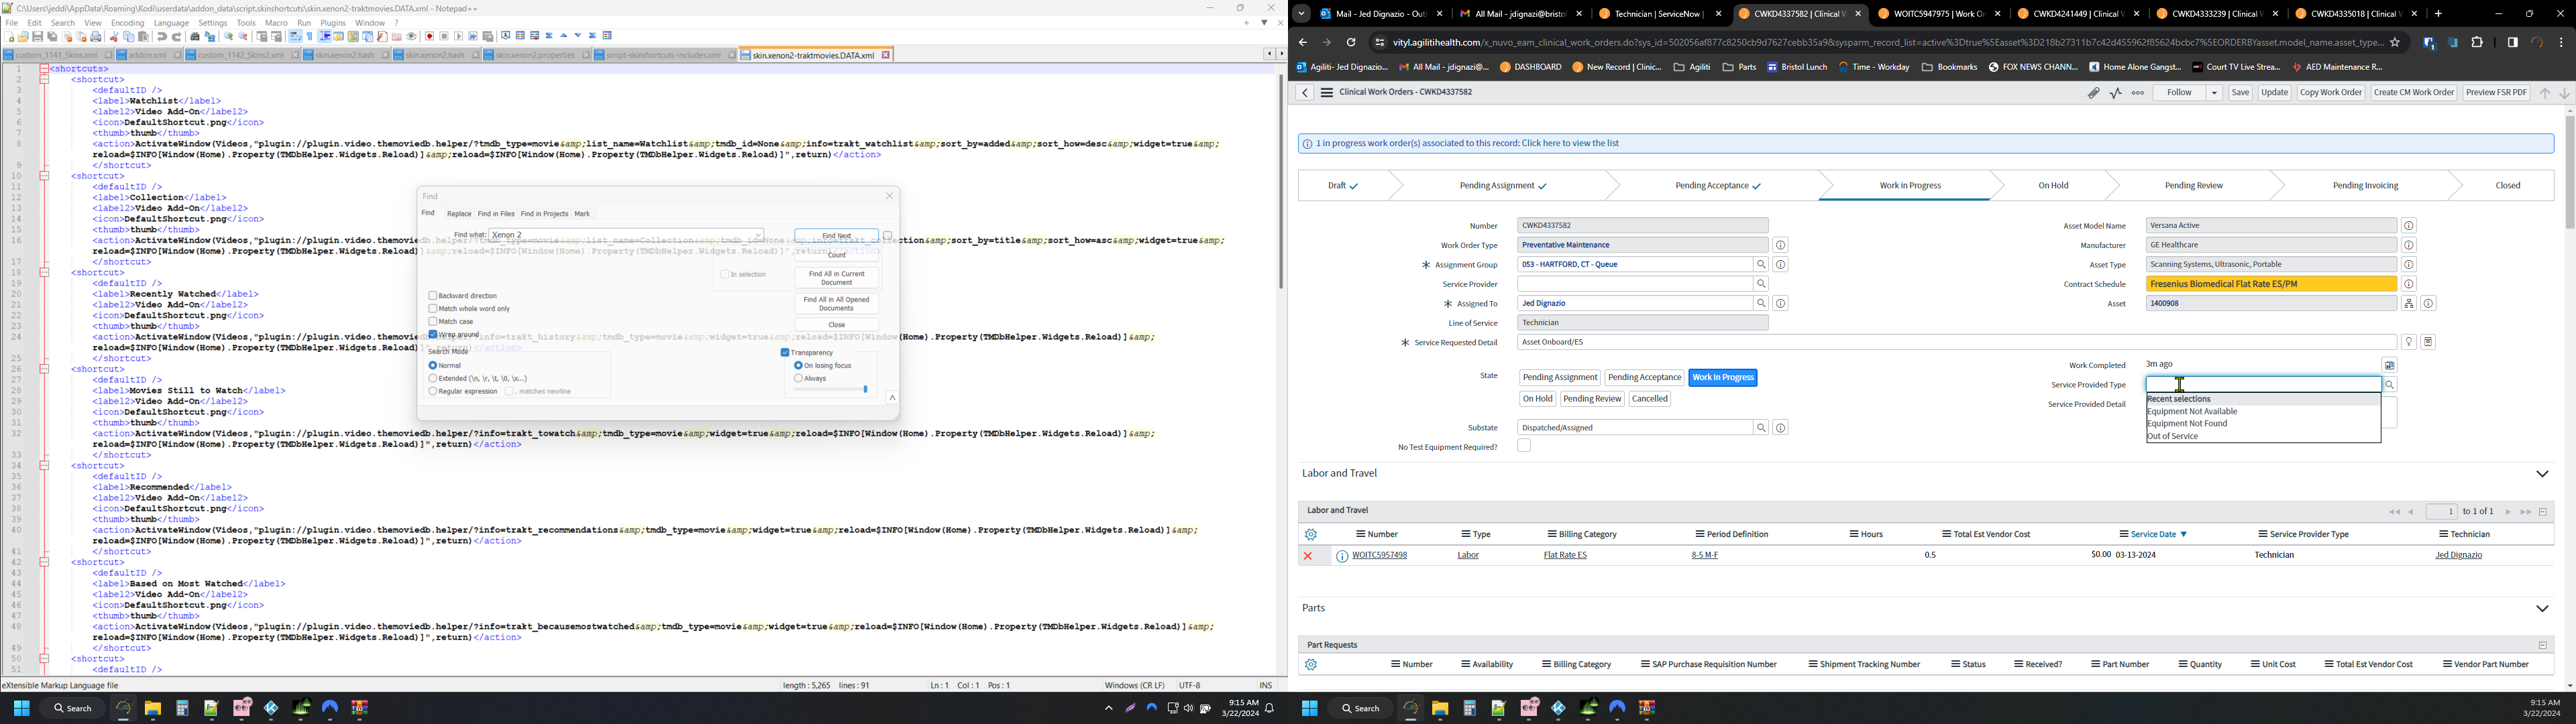 C:\Users\jeddi\AppData\Roaming\Kodi\userdata\addon_data\script.skinshortcuts\skin.xenon2-traktmovies.DATA.xml - Notepad++
File Edit Search View Encoding Language Settings Tools Macro Run Plugins Window ?
custom_1141_Skins.xml addon.xml custom_1142_Skins2.xml skin.xenon.hash skin.xenon2.hash skin.xenon2.properties script-skinshortcuts-includes.xml skin.xenon2-traktmovies.DATA.xml
1 <shortcuts>
2 <shortcut>
3 <defaultID />
4 <label>Watchlist</label>
5 <label2>Video Add-On</label2>
6 <icon>DefaultShortcut.png</icon>
7 <thumb>thumb</thumb>
8 <action>ActivateWindow(Videos,"plugin://plugin.video.themoviedb.helper/?tmdb_type=movie&amp;list_name=Watchlist&amp;tmdb_id=None&amp;info=trakt_watchlist&amp;sort_by=added&amp;sort_how=desc&amp;widget=true&amp;
reload=$INFO[Window(Home).Property(TMDbHelper.Widgets.Reload)]&amp;reload=$INFO[Window(Home).Property(TMDbHelper.Widgets.Reload)]",return)</action>
9 </shortcut>
10 <shortcut>
11 <defaultID />
12 <label>Collection</label>
13 <label2>Video Add-On</label2>
14 <icon>DefaultShortcut.png</icon>
15 <thumb>thumb</thumb>
16 <action>ActivateWindow(Videos,"plugin://plugin.video.themoviedb.helper/?tmdb_type=movie&amp;list_name=Collection&amp;tmdb_id=None&amp;info=trakt_collection&amp;sort_by=title&amp;sort_how=asc&amp;widget=true&amp;
reload=$INFO[Window(Home).Property(TMDbHelper.Widgets.Reload)]&amp;reload=$INFO[Window(Home).Property(TMDbHelper.Widgets.Reload)]",return)</action>
17 </shortcut>
18 <shortcut>
19 <defaultID />
20 <label>Recently Watched</label>
21 <label2>Video Add-On</label2>
22 <icon>DefaultShortcut.png</icon>
23 <thumb>thumb</thumb>
24 <action>ActivateWindow(Videos,"plugin://plugin.video.themoviedb.helper/?info=trakt_history&amp;tmdb_type=movie&amp;widget=true&amp;reload=$INFO[Window(Home).Property(TMDbHelper.Widgets.Reload)]&amp;
reload=$INFO[Window(Home).Property(TMDbHelper.Widgets.Reload)]",return)</action>
25 </shortcut>
26 <shortcut>
27 <defaultID />
28 <label>Movies Still to Watch</label>
29 <label2>Video Add-On</label2>
30 <icon>DefaultShortcut.png</icon>
31 <thumb>thumb</thumb>
32 <action>ActivateWindow(Videos,"plugin://plugin.video.themoviedb.helper/?info=trakt_towatch&amp;tmdb_type=movie&amp;widget=true&amp;reload=$INFO[Window(Home).Property(TMDbHelper.Widgets.Reload)]&amp;
reload=$INFO[Window(Home).Property(TMDbHelper.Widgets.Reload)]",return)</action>
33 </shortcut>
34 <shortcut>
35 <defaultID />
36 <label>Recommended</label>
37 <label2>Video Add-On</label2>
38 <icon>DefaultShortcut.png</icon>
39 <thumb>thumb</thumb>
40 <action>ActivateWindow(Videos,"plugin://plugin.video.themoviedb.helper/?info=trakt_recommendations&amp;tmdb_type=movie&amp;widget=true&amp;reload=$INFO[Window(Home).Property(TMDbHelper.Widgets.Reload)]&amp;
reload=$INFO[Window(Home).Property(TMDbHelper.Widgets.Reload)]",return)</action>
41 </shortcut>
42 <shortcut>
43 <defaultID />
44 <label>Based on Most Watched</label>
45 <label2>Video Add-On</label2>
46 <icon>DefaultShortcut.png</icon>
47 <thumb>thumb</thumb>
48 <action>ActivateWindow(Videos,"plugin://plugin.video.themoviedb.helper/?info=trakt_becausemostwatched&amp;tmdb_type=movie&amp;widget=true&amp;reload=$INFO[Window(Home).Property(TMDbHelper.Widgets.Reload)]&amp;
reload=$INFO[Window(Home).Property(TMDbHelper.Widgets.Reload)]",return)</action>
49 </shortcut>
50 <shortcut>
51 <defaultID />
Find
Find Replace Find in Files Find in Projects Mark
Find what: Xenon 2 Find Next
Count
In selection Find All in Current Document
Find All in All Opened Documents
Close
Backward direction
Match whole word only
Match case
Wrap around
Search Mode
Normal
Extended (\n, \r, \t, \0, \x...)
Regular expression . matches newline
Transparency
On losing focus
Always
eXtensible Markup Language file length : 5,265 lines : 91 Ln : 1 Col : 1 Pos : 1 Windows (CR LF) UTF-8 INS
Search 9:15 AM
3/22/2024
Mail - Jed Dignazio - Out All Mail - jdignazi@bristol Technician | ServiceNow CWKD4337582 | Clinical W WOITC5947975 | Work O CWKD4241449 | Clinical W CWKD4333239 | Clinical W CWKD4335018 | Clinical W
vityl.agilitihealth.com/x_nuvo_eam_clinical_work_orders.do?sys_id=502056af877c8250cb9d7627cebb35a9&sysparm_record_list=active%3Dtrue%5Easset%3D218b27311b7c42d455962f85624bcbc7%5EORDERBYasset.model_name.asset_type...
Agiliti- Jed Dignazio... All Mail - jdignazi@... DASHBOARD New Record | Clinic... Agiliti Parts Bristol Lunch Time - Workday Bookmarks FOX NEWS CHANN... Home Alone Gangst... Court TV Live Strea... AED Maintenance R...
Clinical Work Orders - CWKD4337582 Follow Save Update Copy Work Order Create CM Work Order Preview FSR PDF
1 in progress work order(s) associated to this record: Click here to view the list
Draft Pending Assignment Pending Acceptance Work in Progress On Hold Pending Review Pending Invoicing Closed
Number CWKD4337582
Work Order Type Preventative Maintenance
Assignment Group 053 - HARTFORD, CT - Queue
Service Provider
Assigned To Jed Dignazio
Line of Service Technician
Service Requested Detail Asset Onboard/ES
State Pending Assignment Pending Acceptance Work In Progress
On Hold Pending Review Cancelled
Substate Dispatched/Assigned
No Test Equipment Required?
Asset Model Name Versana Active
Manufacturer GE Healthcare
Asset Type Scanning Systems, Ultrasonic, Portable
Contract Schedule Fresenius Biomedical Flat Rate ES/PM
Asset 1400908
Work Completed 3m ago
Service Provided Type
Service Provided Detail
Recent selections
Equipment Not Available
Equipment Not Found
Out of Service
Labor and Travel
Labor and Travel 1 to 1 of 1
Number Type Billing Category Period Definition Hours Total Est Vendor Cost Service Date Service Provider Type Technician
WOITC5957498 Labor Flat Rate ES 8-5 M-F 0.5 $0.00 03-13-2024 Technician Jed Dignazio
Parts
Part Requests
Number Availability Billing Category SAP Purchase Requisition Number Shipment Tracking Number Status Received? Part Number Quantity Unit Cost Total Est Vendor Cost Vendor Part Number
Search 9:15 AM
3/22/2024